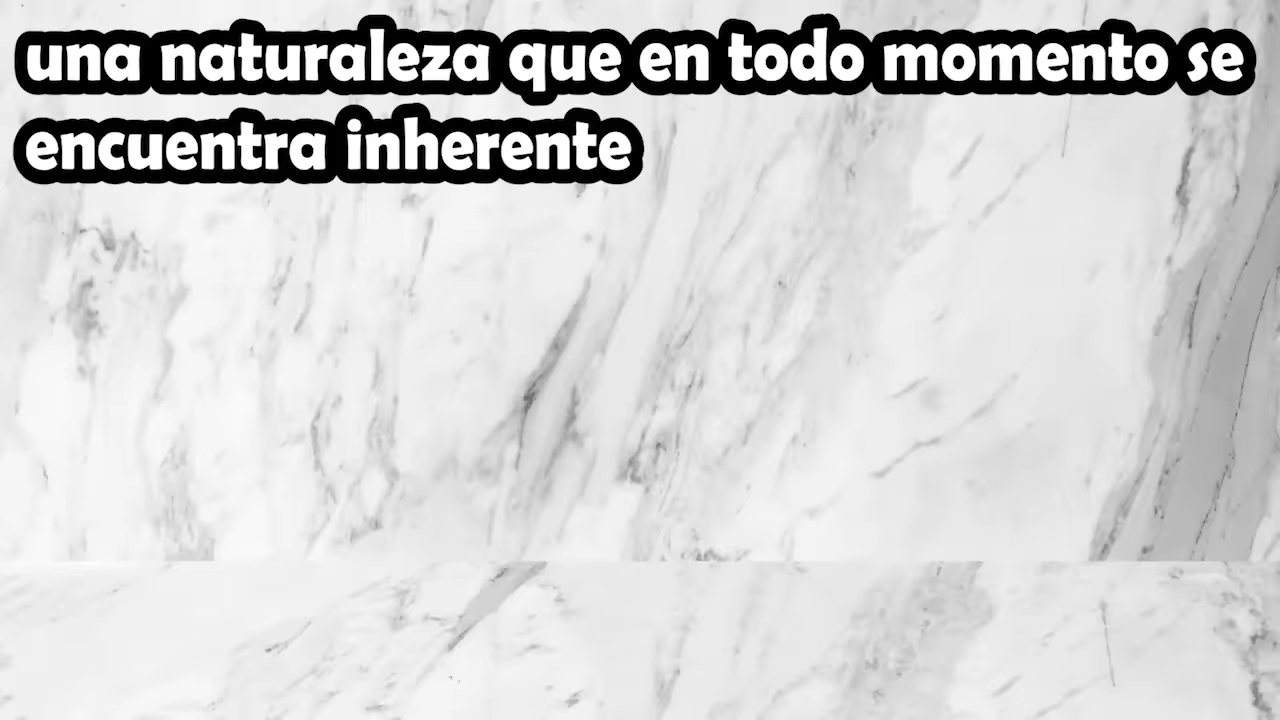 una naturaleza que en todo momento se
encuentra inherente